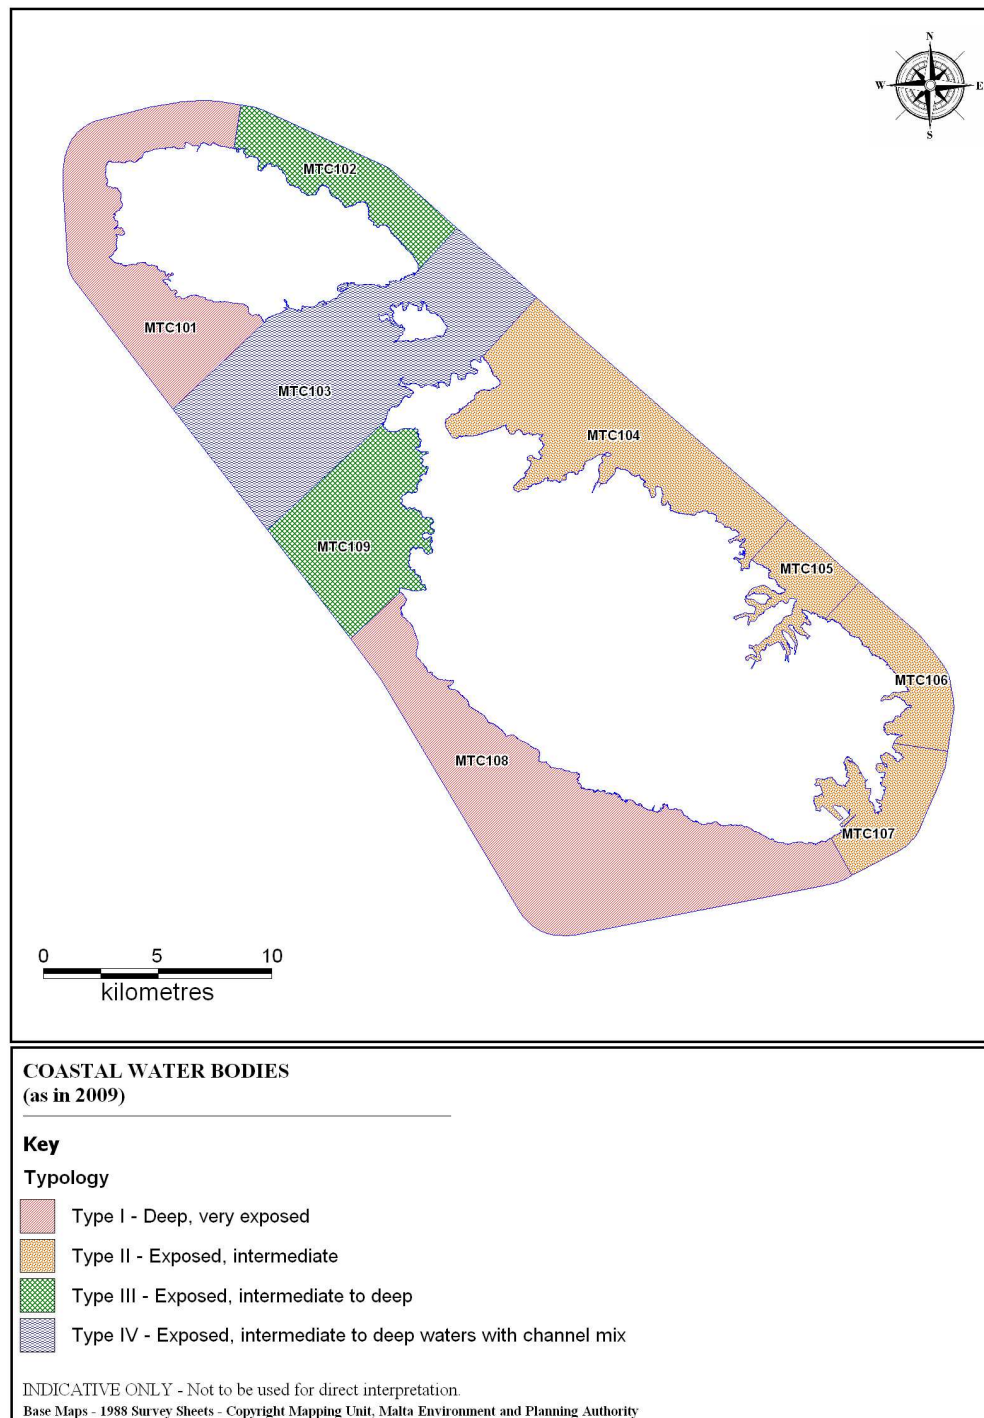 N
W E
S
MTC102
MTC101
MTC103
MTC104
MTC109
MTC105
MTC106
MTC108
MTC107
0 5 10
kilometres
COASTAL WATER BODIES
(as in 2009)
Key
Typology
Type I - Deep, very exposed
Type II - Exposed, intermediate
Type III - Exposed, intermediate to deep
Type IV - Exposed, intermediate to deep waters with channel mix
INDICATIVE ONLY - Not to be used for direct interpretation.
Base Maps - 1988 Survey Sheets - Copyright Mapping Unit, Malta Environment and Planning Authority